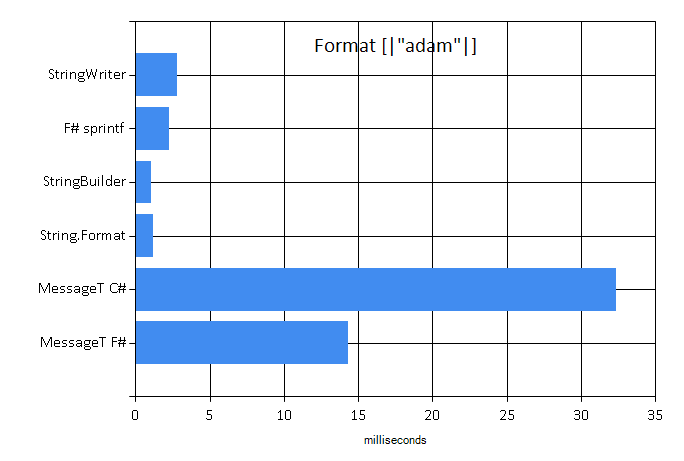 Format [|"adam"|]
StringWriter
F# sprintf
StringBuilder
String.Format
MessageT C#
MessageT F#
0 5 10 15 20 25 30 35
milliseconds